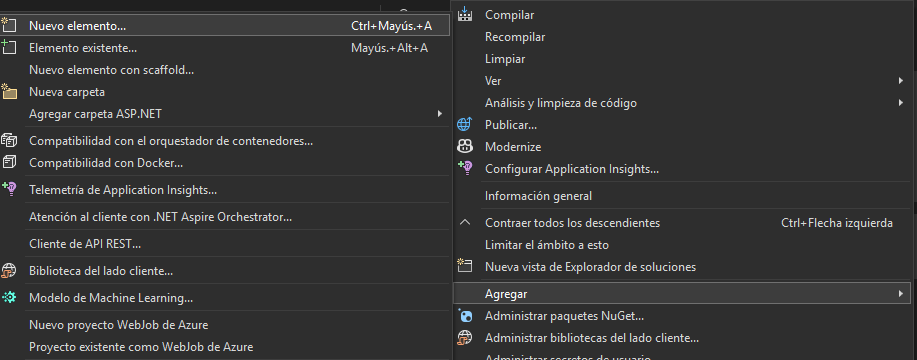 Nuevo elemento... Ctrl+Mayús.+A
Elemento existente... Mayús.+Alt+A
Nuevo elemento con scaffold...
Nueva carpeta
Agregar carpeta ASP.NET
Compatibilidad con el orquestador de contenedores...
Compatibilidad con Docker...
Telemetría de Application Insights...
Atención al cliente con .NET Aspire Orchestrator...
Cliente de API REST...
Biblioteca del lado cliente...
Modelo de Machine Learning...
Nuevo proyecto WebJob de Azure
Proyecto existente como WebJob de Azure
Compilar
Recompilar
Limpiar
Ver
Análisis y limpieza de código
Publicar...
Modernize
Configurar Application Insights...
Información general
Contraer todos los descendientes Ctrl+Flecha izquierda
Limitar el ámbito a esto
Nueva vista de Explorador de soluciones
Agregar
Administrar paquetes NuGet...
Administrar bibliotecas del lado cliente...
Administrar secretos de usuario